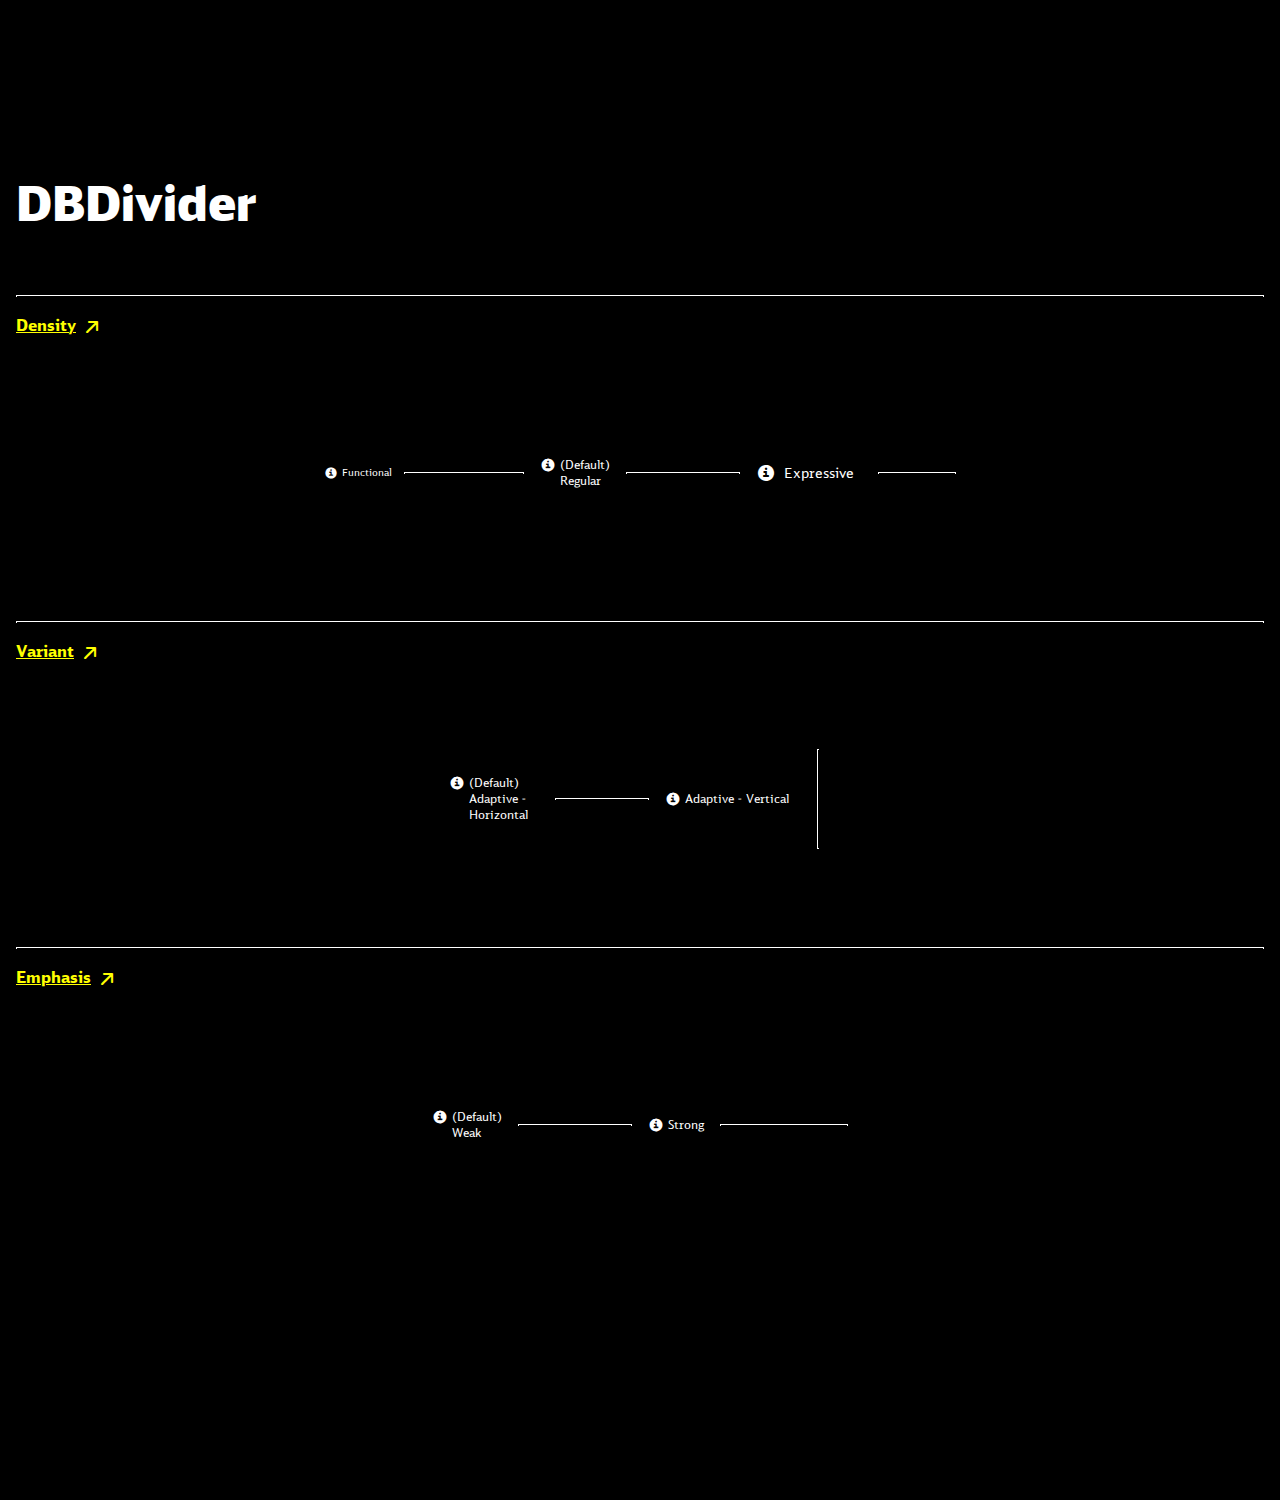 DBDivider
Density
Functional
(Default)
Regular
Expressive
Variant
(Default)
Adaptive -
Horizontal
Adaptive - Vertical
Emphasis
(Default)
Weak
Strong